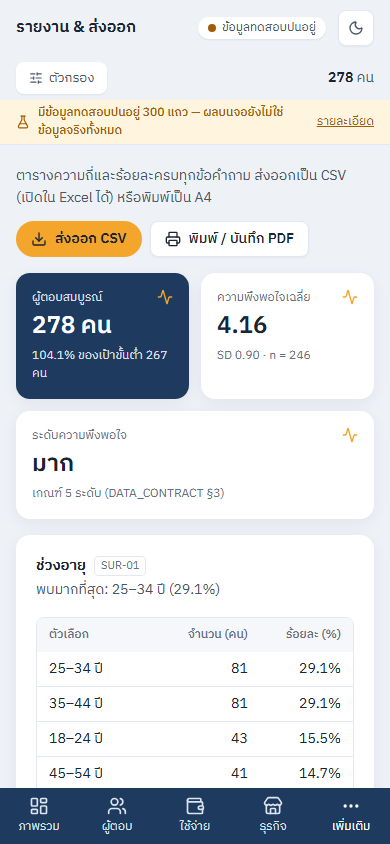 รายงาน & ส่งออก
ข้อมูลทดสอบปนอยู่
ตัวกรอง
278 คน
มีข้อมูลทดสอบปนอยู่ 300 แถว — ผลบนจอยังไม่ใช่
ข้อมูลจริงทั้งหมด
รายละเอียด
ตารางความถี่และร้อยละครบทุกข้อคำถาม ส่งออกเป็น CSV
(เปิดใน Excel ได้) หรือพิมพ์เป็น A4
ส่งออก CSV
พิมพ์ / บันทึก PDF
ผู้ตอบสมบูรณ์
278 คน
104.1% ของเป้าขั้นต่ำ 267
คน
ความพึงพอใจเฉลี่ย
4.16
SD 0.90 · n = 246
ระดับความพึงพอใจ
มาก
เกณฑ์ 5 ระดับ (DATA_CONTRACT §3)
ช่วงอายุ SUR-01
พบมากที่สุด: 25–34 ปี (29.1%)
ตัวเลือก จำนวน (คน) ร้อยละ (%)
25–34 ปี 81 29.1%
35–44 ปี 81 29.1%
18–24 ปี 43 15.5%
45–54 ปี 41 14.7%
ภาพรวม ผู้ตอบ ใช้จ่าย ธุรกิจ เพิ่มเติม